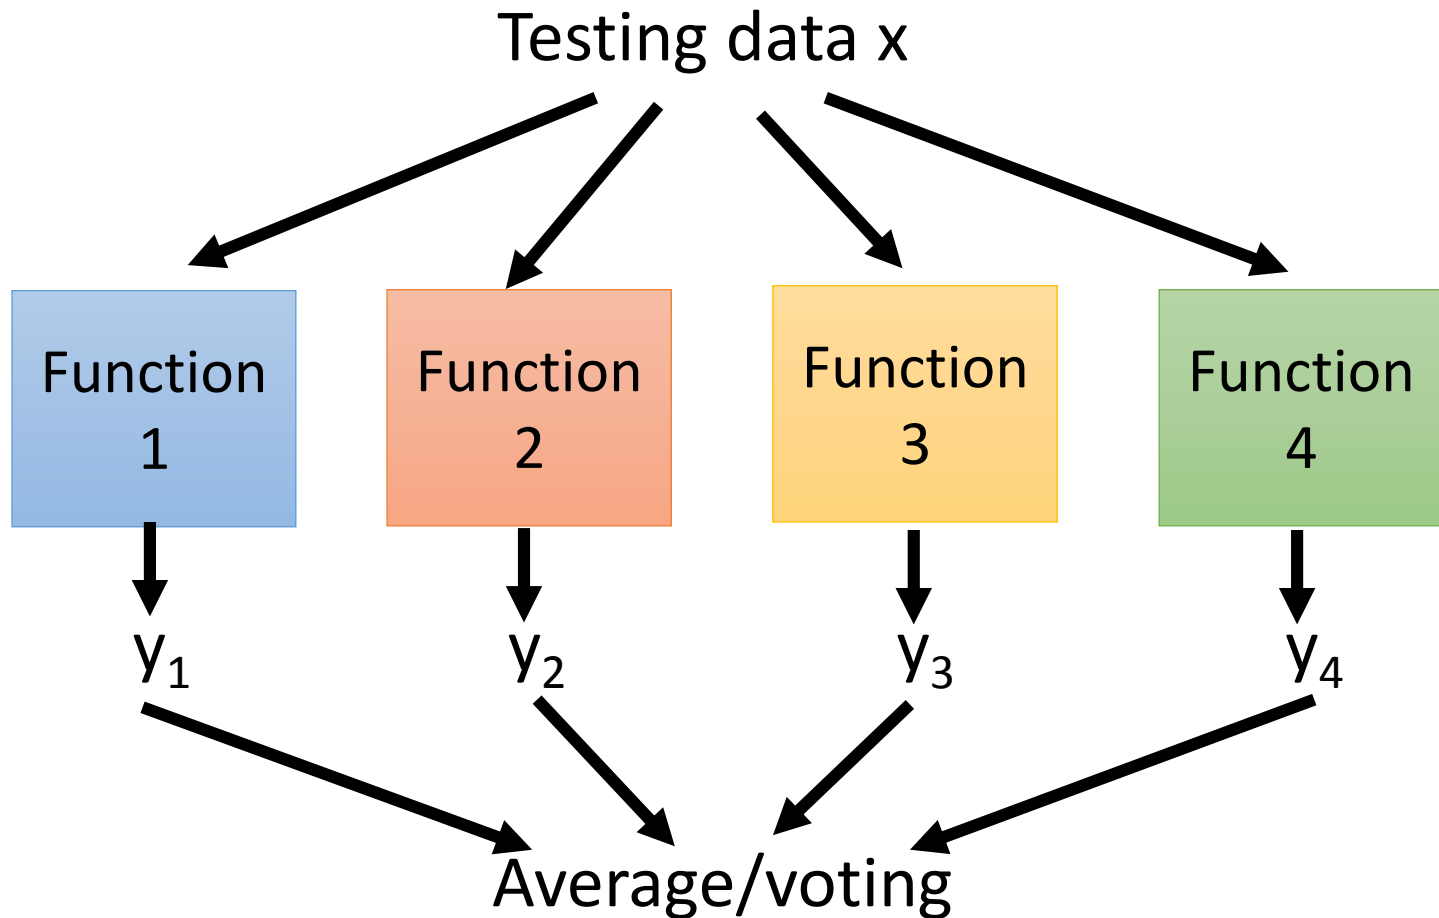 Testing data x
Function
1
Function
2
Function
3
Function
4
y1
y2
y3
y4
Average/voting